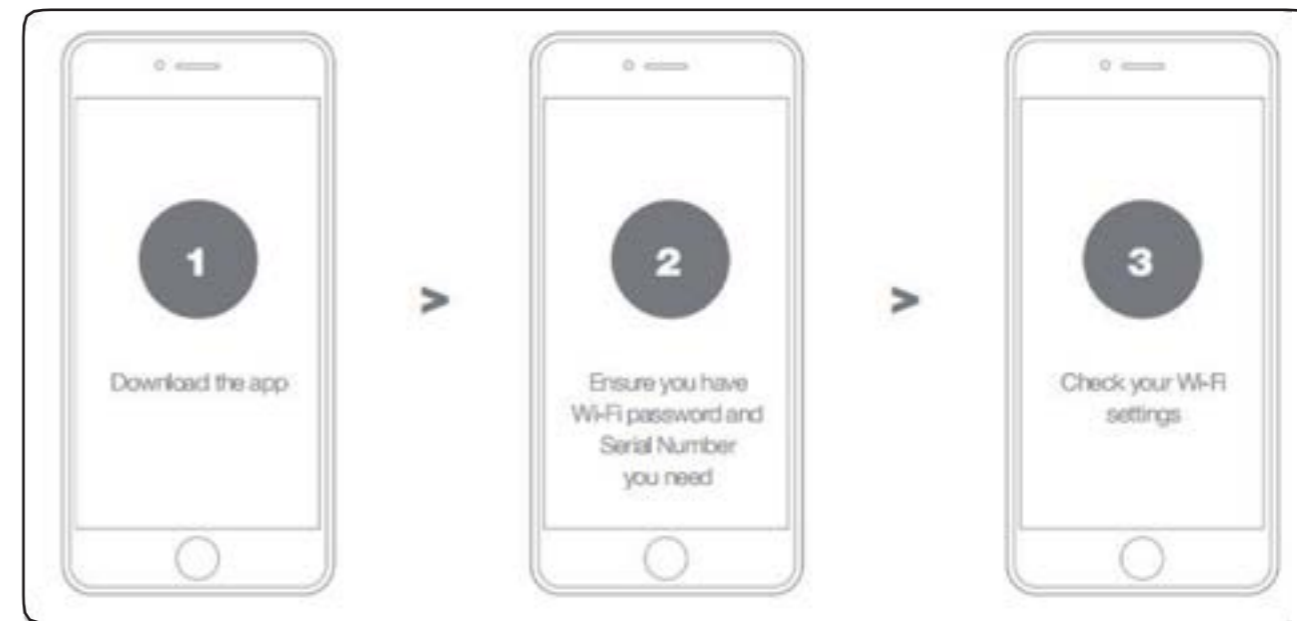 1
Download the app
>
2
Ensure you have
Wi-Fi password and
Serial Number
you need
>
3
Check your Wi-Fi
settings